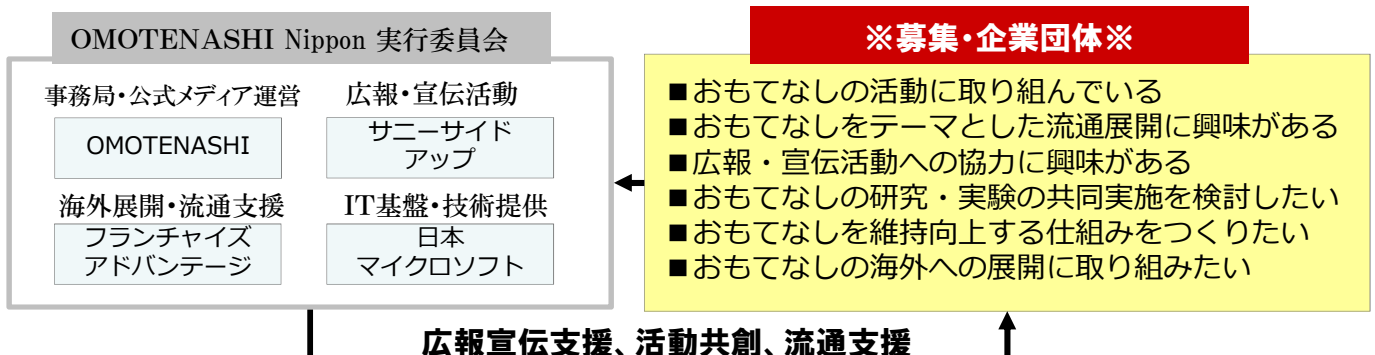 OMOTENASHI Nippon 実行委員会
事務局・公式メディア運営
OMOTENASHI
広報・宣伝活動
サニーサイド
アップ
海外展開・流通支援
フランチャイズ
アドバンテージ
IT基盤・技術提供
日本
マイクロソフト
※募集・企業団体※
■おもてなしの活動に取り組んでいる
■おもてなしをテーマとした流通展開に興味がある
■広報・宣伝活動への協力に興味がある
■おもてなしの研究・実験の共同実施を検討したい
■おもてなしを維持向上する仕組みをつくりたい
■おもてなしの海外への展開に取り組みたい
広報宣伝支援、活動共創、流通支援